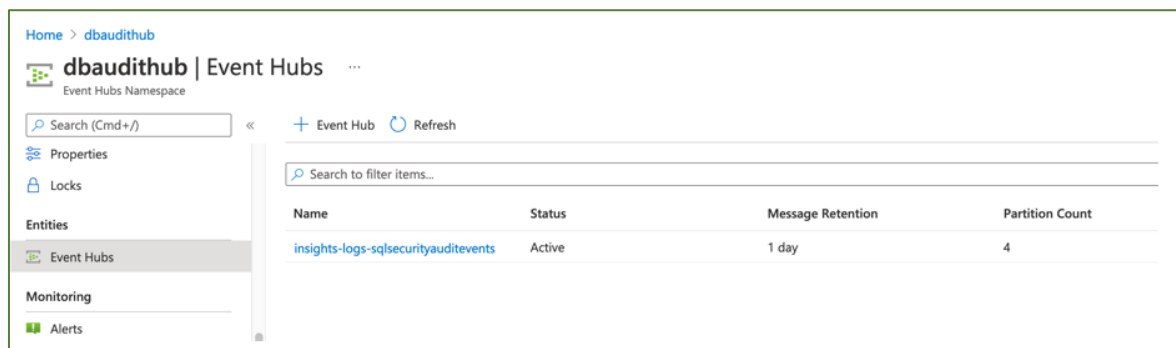 Home > dbaudithub
dbaudithub | Event Hubs ...
Event Hubs Namespace
Search (Cmd+/)
«
+ Event Hub Refresh
Properties
Locks
Entities
Event Hubs
Monitoring
Alerts
Search to filter items...
Name Status Message Retention Partition Count
insights-logs-sqlsecurityauditevents Active 1 day 4